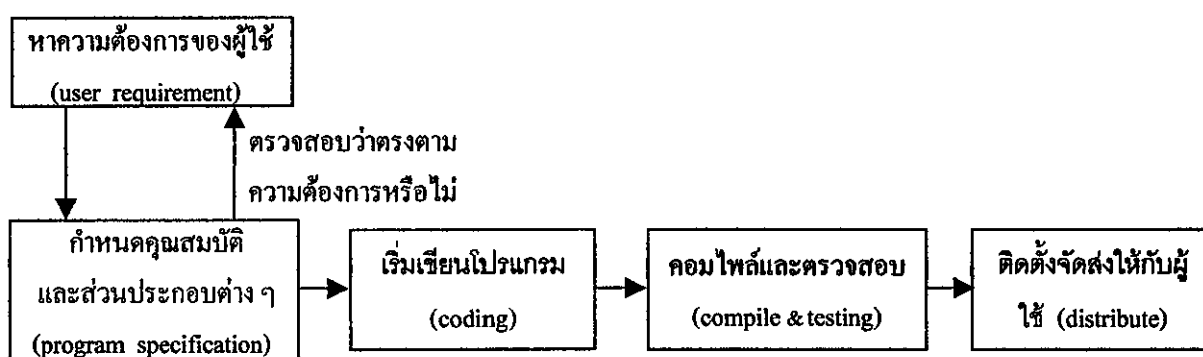 หาความต้องการของผู้ใช้
(user requirement)
ตรวจสอบว่าตรงตาม
ความต้องการหรือไม่
กำหนดคุณสมบัติ
และส่วนประกอบต่าง ๆ
(program specification)
เริ่มเขียนโปรแกรม
(coding)
คอมไพล์และตรวจสอบ
(compile & testing)
ติดตั้งจัดส่งให้กับผู้
ใช้ (distribute)